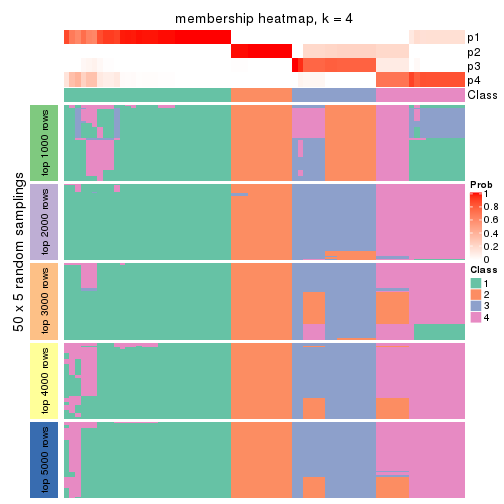 membership heatmap, k = 4
p1
p2
p3
p4
Class
50 x 5 random samplings
top 1000 rows
top 2000 rows
top 3000 rows
top 4000 rows
top 5000 rows
Prob
1
0.8
0.6
0.4
0.2
0
Class
1
2
3
4